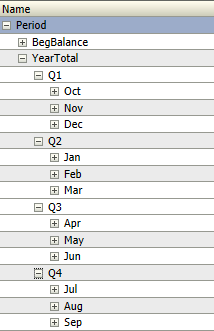 Name
Period
BegBalance
YearTotal
Q1
Oct
Nov
Dec
Q2
Jan
Feb
Mar
Q3
Apr
May
Jun
Q4
Jul
Aug
Sep